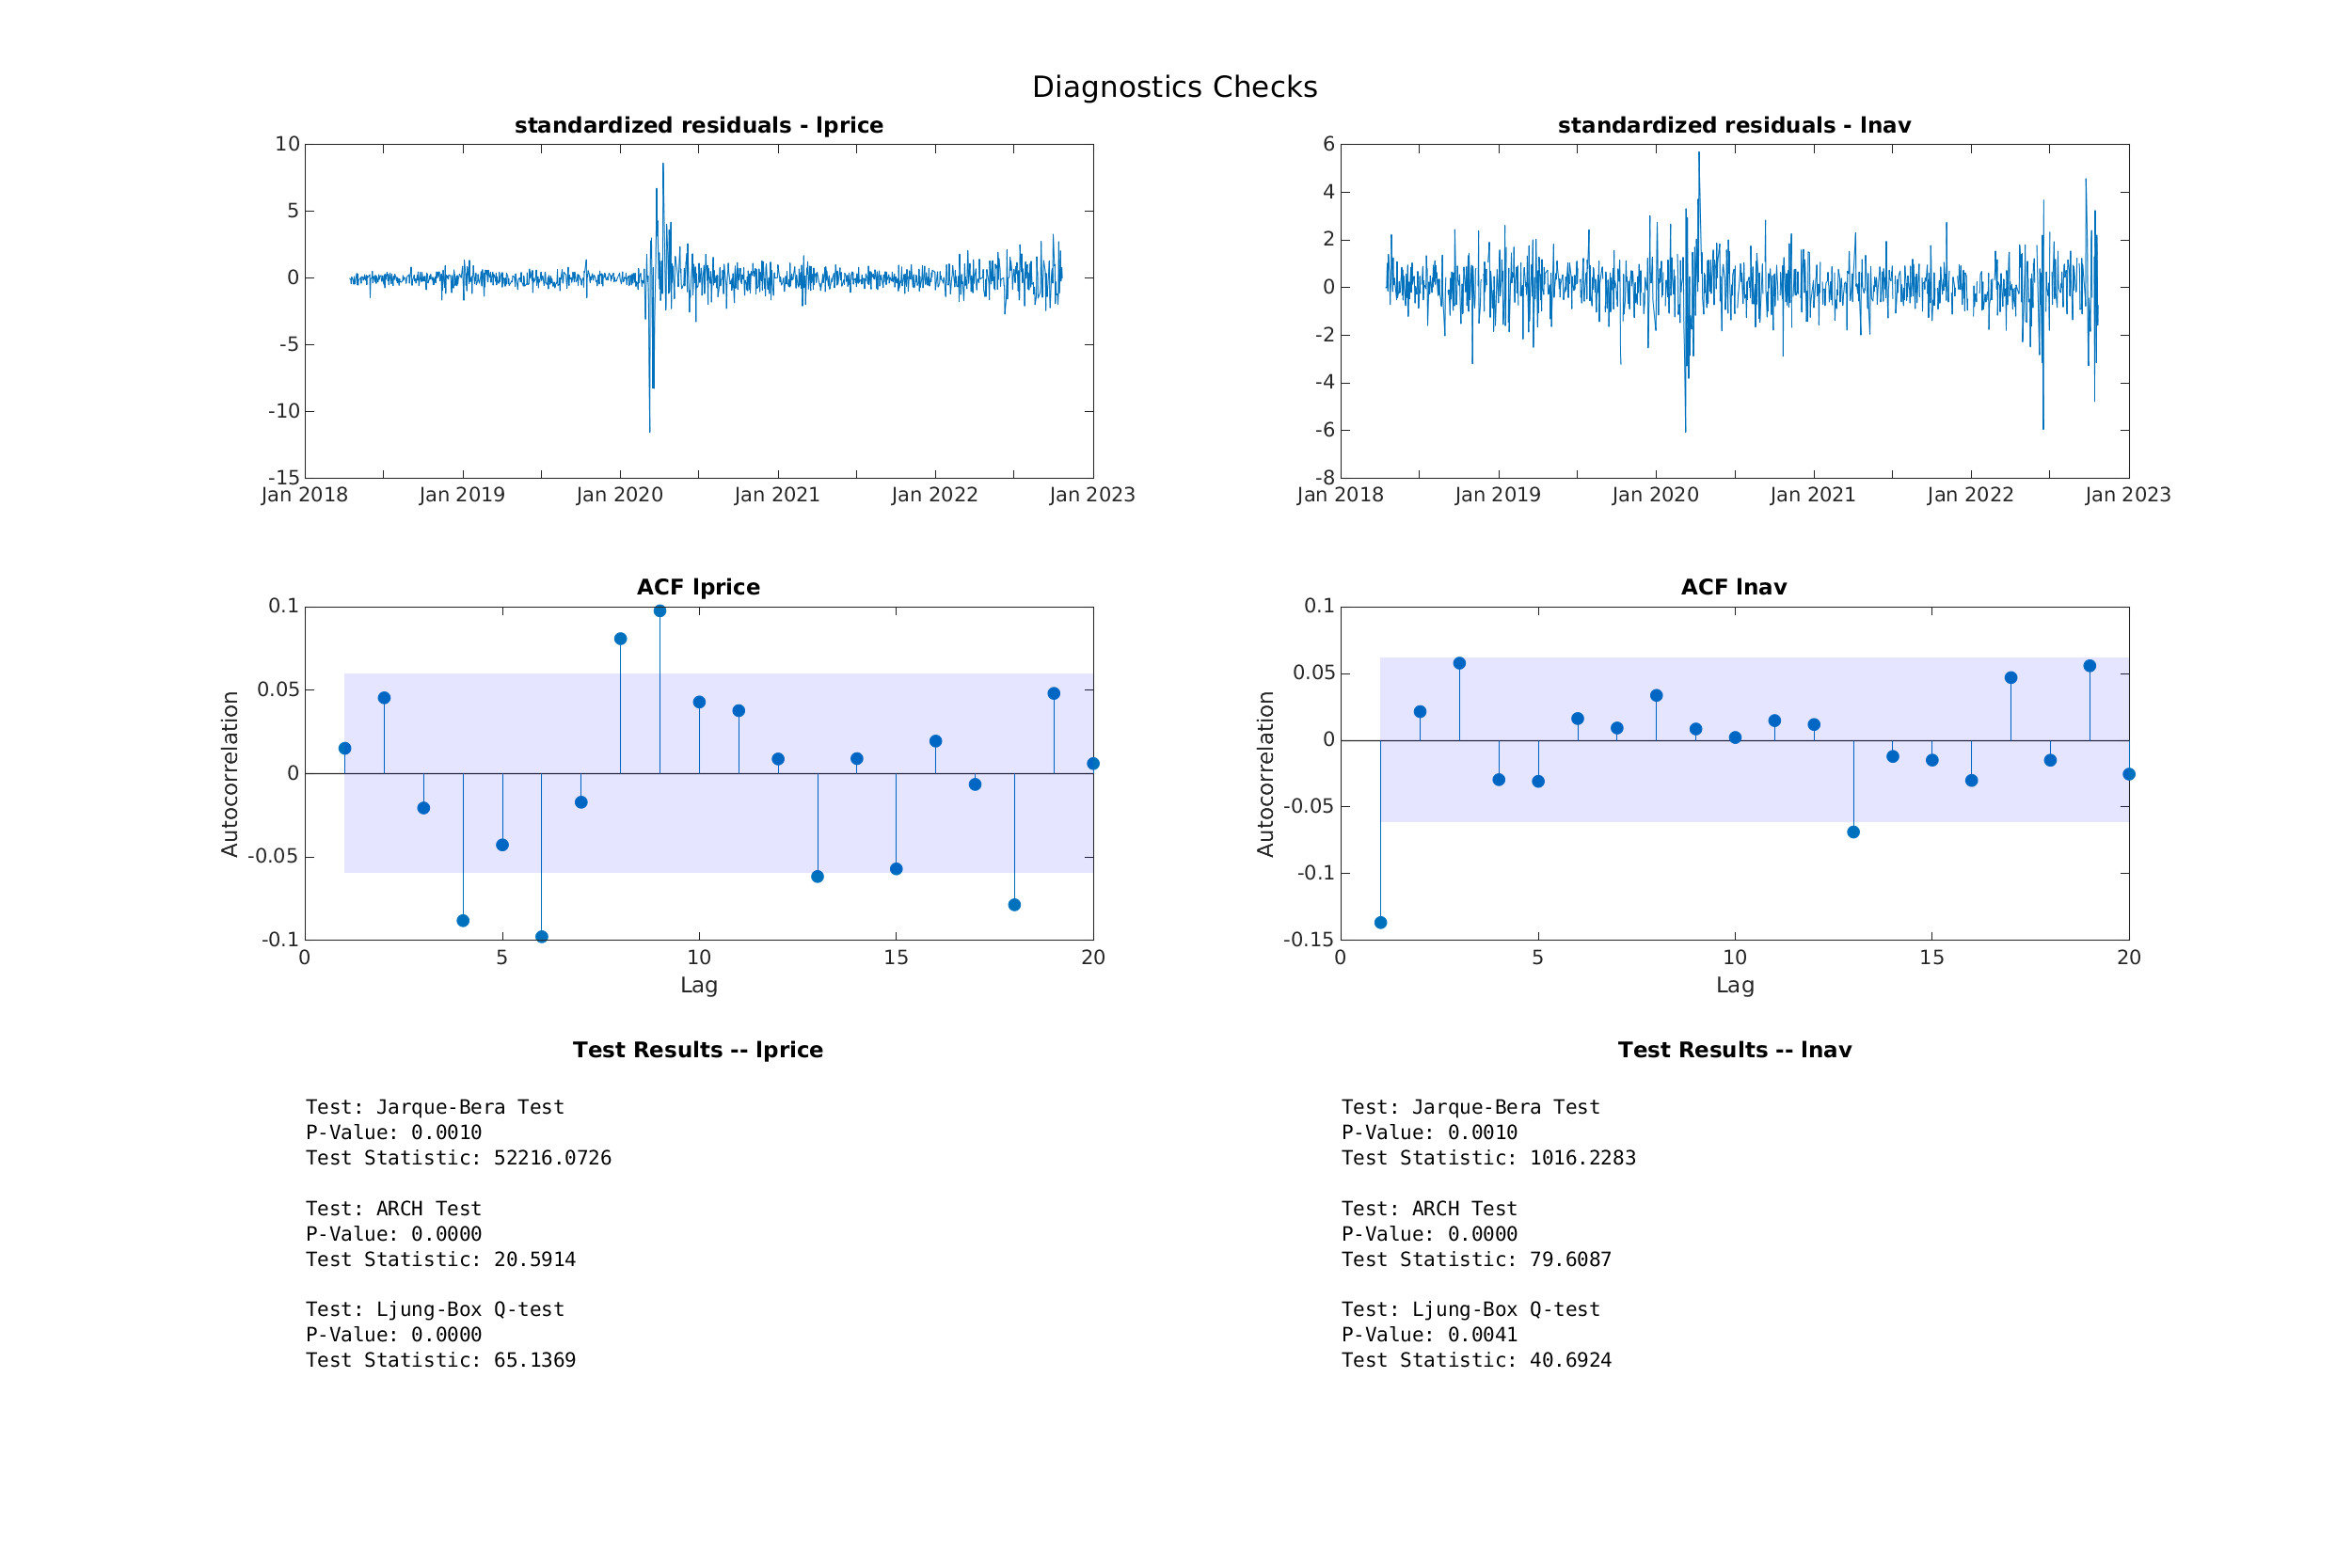 Diagnostics Checks
standardized residuals - lprice
10
5
0
-5
-10
-15
Jan 2018 Jan 2019 Jan 2020 Jan 2021 Jan 2022 Jan 2023
standardized residuals - lnav
6
4
2
0
-2
-4
-6
-8
Jan 2018 Jan 2019 Jan 2020 Jan 2021 Jan 2022 Jan 2023
ACF lprice
Autocorrelation
0.1
0.05
0
-0.05
-0.1
0 5 10 15 20
Lag
ACF lnav
Autocorrelation
0.1
0.05
0
-0.05
-0.1
-0.15
0 5 10 15 20
Lag
Test Results -- lprice
Test: Jarque-Bera Test
P-Value: 0.0010
Test Statistic: 52216.0726
Test: ARCH Test
P-Value: 0.0000
Test Statistic: 20.5914
Test: Ljung-Box Q-test
P-Value: 0.0000
Test Statistic: 65.1369
Test Results -- lnav
Test: Jarque-Bera Test
P-Value: 0.0010
Test Statistic: 1016.2283
Test: ARCH Test
P-Value: 0.0000
Test Statistic: 79.6087
Test: Ljung-Box Q-test
P-Value: 0.0041
Test Statistic: 40.6924